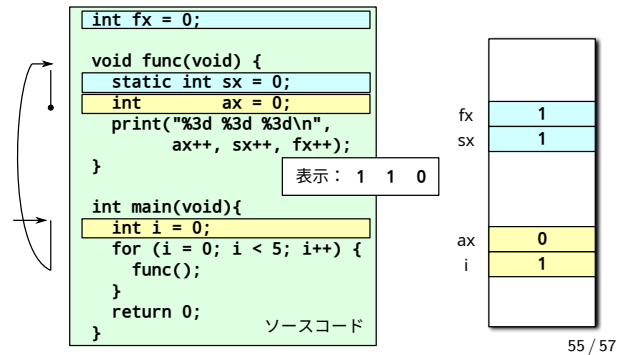 int fx = 0;
void func(void) {
static int sx = 0;
int ax = 0;
print("%3d %3d %3d\n",
ax++, sx++, fx++);
}
表示： 1 1 0
int main(void){
int i = 0;
for (i = 0; i < 5; i++) {
func();
}
return 0;
}
ソースコード
fx 1
sx 1
ax 0
i 1
55 / 57